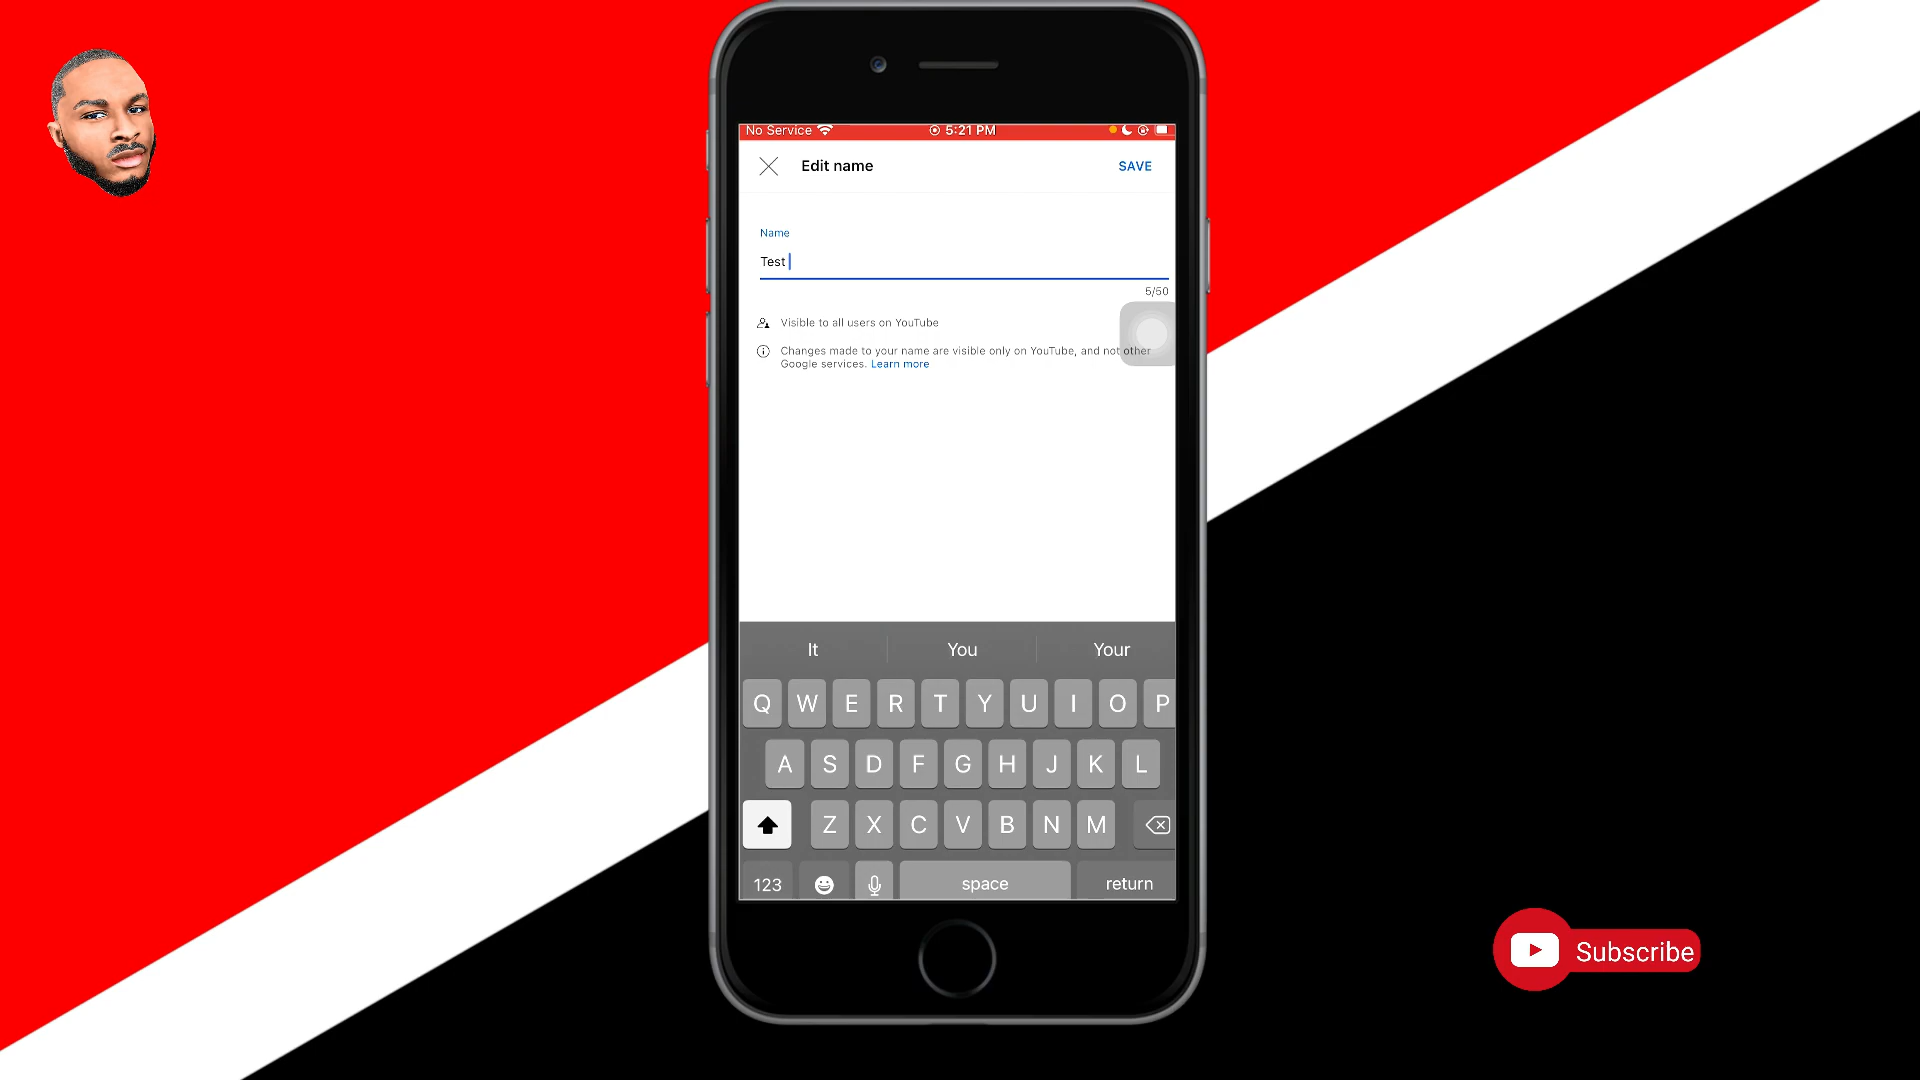 No Service 5:21 PM
Edit name SAVE
Name
Test
5/50
Visible to all users on YouTube
Changes made to your name are visible only on YouTube, and not other
Google services. Learn more
It You Your
Q W E R T Y U I O P
A S D F G H J K L
Z X C V B N M
123 space return
Subscribe